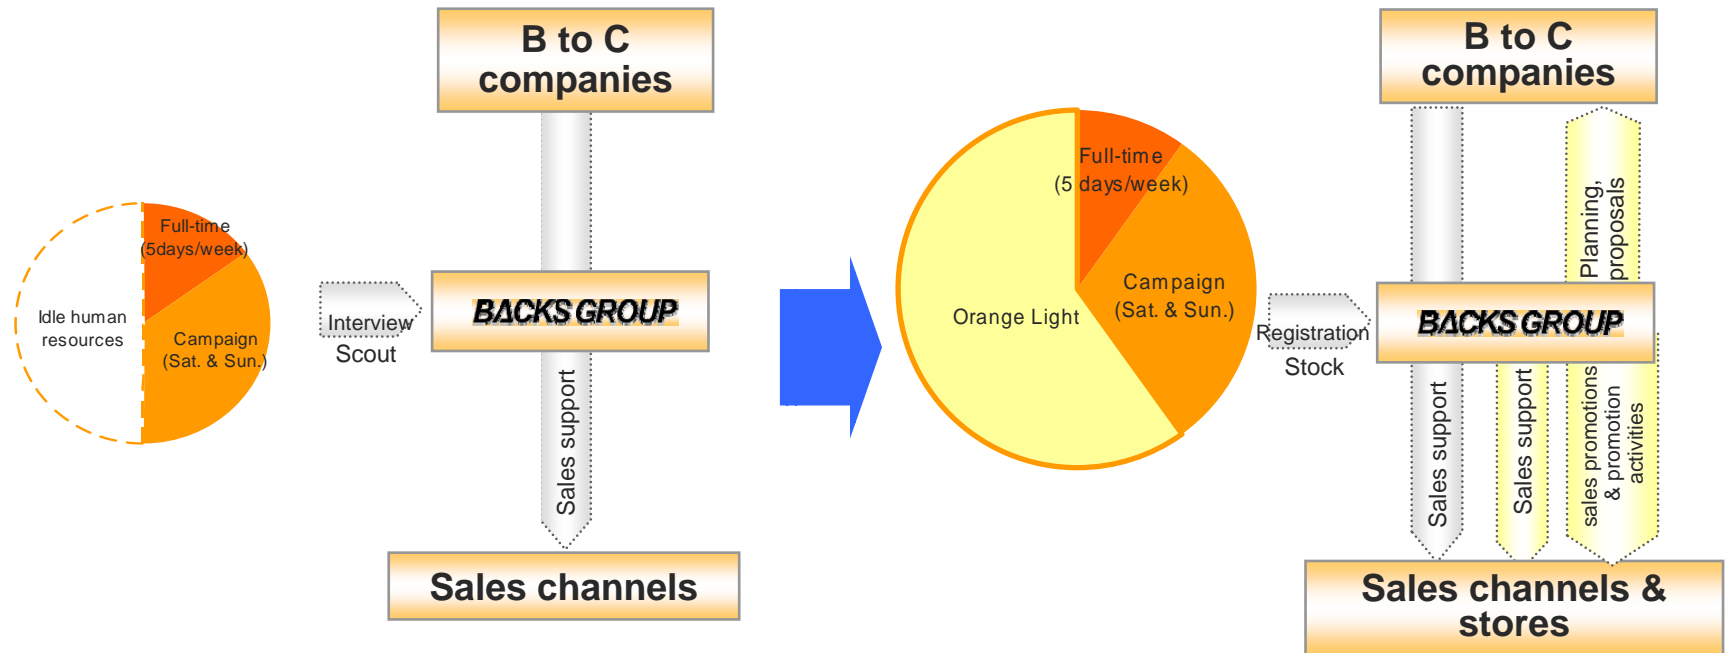 B to C
companies
Full-time
(5days/week)
Idle human
resources
Campaign
(Sat. & Sun.)
Interview
Scout
BACKS GROUP
Sales support
Sales channels
B to C
companies
Full-time
(5 days/week)
Orange Light
Campaign
(Sat. & Sun.)
Registration
Stock
Planning,
proposals
BACKS GROUP
Sales support
Sales support
sales promotions
& promotion
activities
Sales channels &
stores